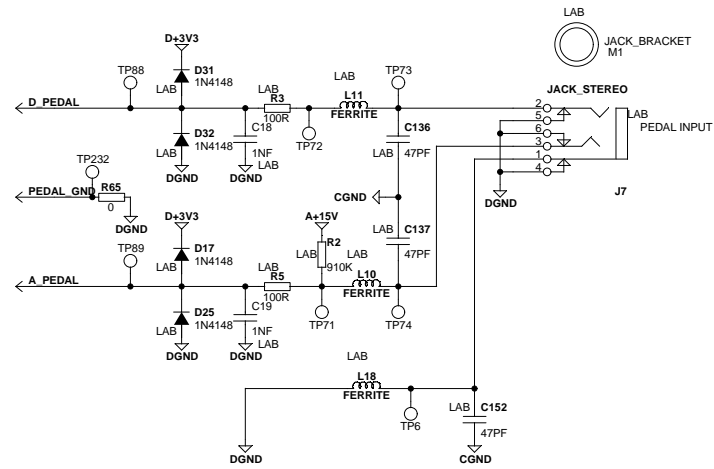 LAB
JACK_BRACKET
M1
D+3V3
TP88
D31
LAB 1N4148
LAB
R3
100R
LAB
L11
FERRITE
TP73
JACK_STEREO
D_PEDAL
2
5
6
3
1
4
LAB
PEDAL INPUT
J7
DGND
D32
LAB 1N4148
DGND
C18
1NF
LAB
DGND
LAB
TP72
C136
LAB
47PF
CGND
TP232
PEDAL_GND
R65
0
DGND
D+3V3
TP89
D17
LAB 1N4148
A+15V
LAB R2
910K
LAB
C137
LAB
47PF
A_PEDAL
LAB
R5
100R
LAB
L10
FERRITE
D25
LAB 1N4148
DGND
C19
1NF
LAB
DGND
LAB
TP71
TP74
LAB
L18
FERRITE
TP6
LAB C152
47PF
DGND
CGND